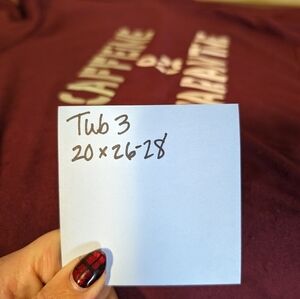 CAFFEINE
QUARANTINE
Tub 3
20 x 26-28